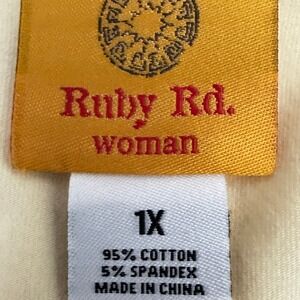 Ruby Rd.
woman
1X
95% COTTON
5% SPANDEX
MADE IN CHINA